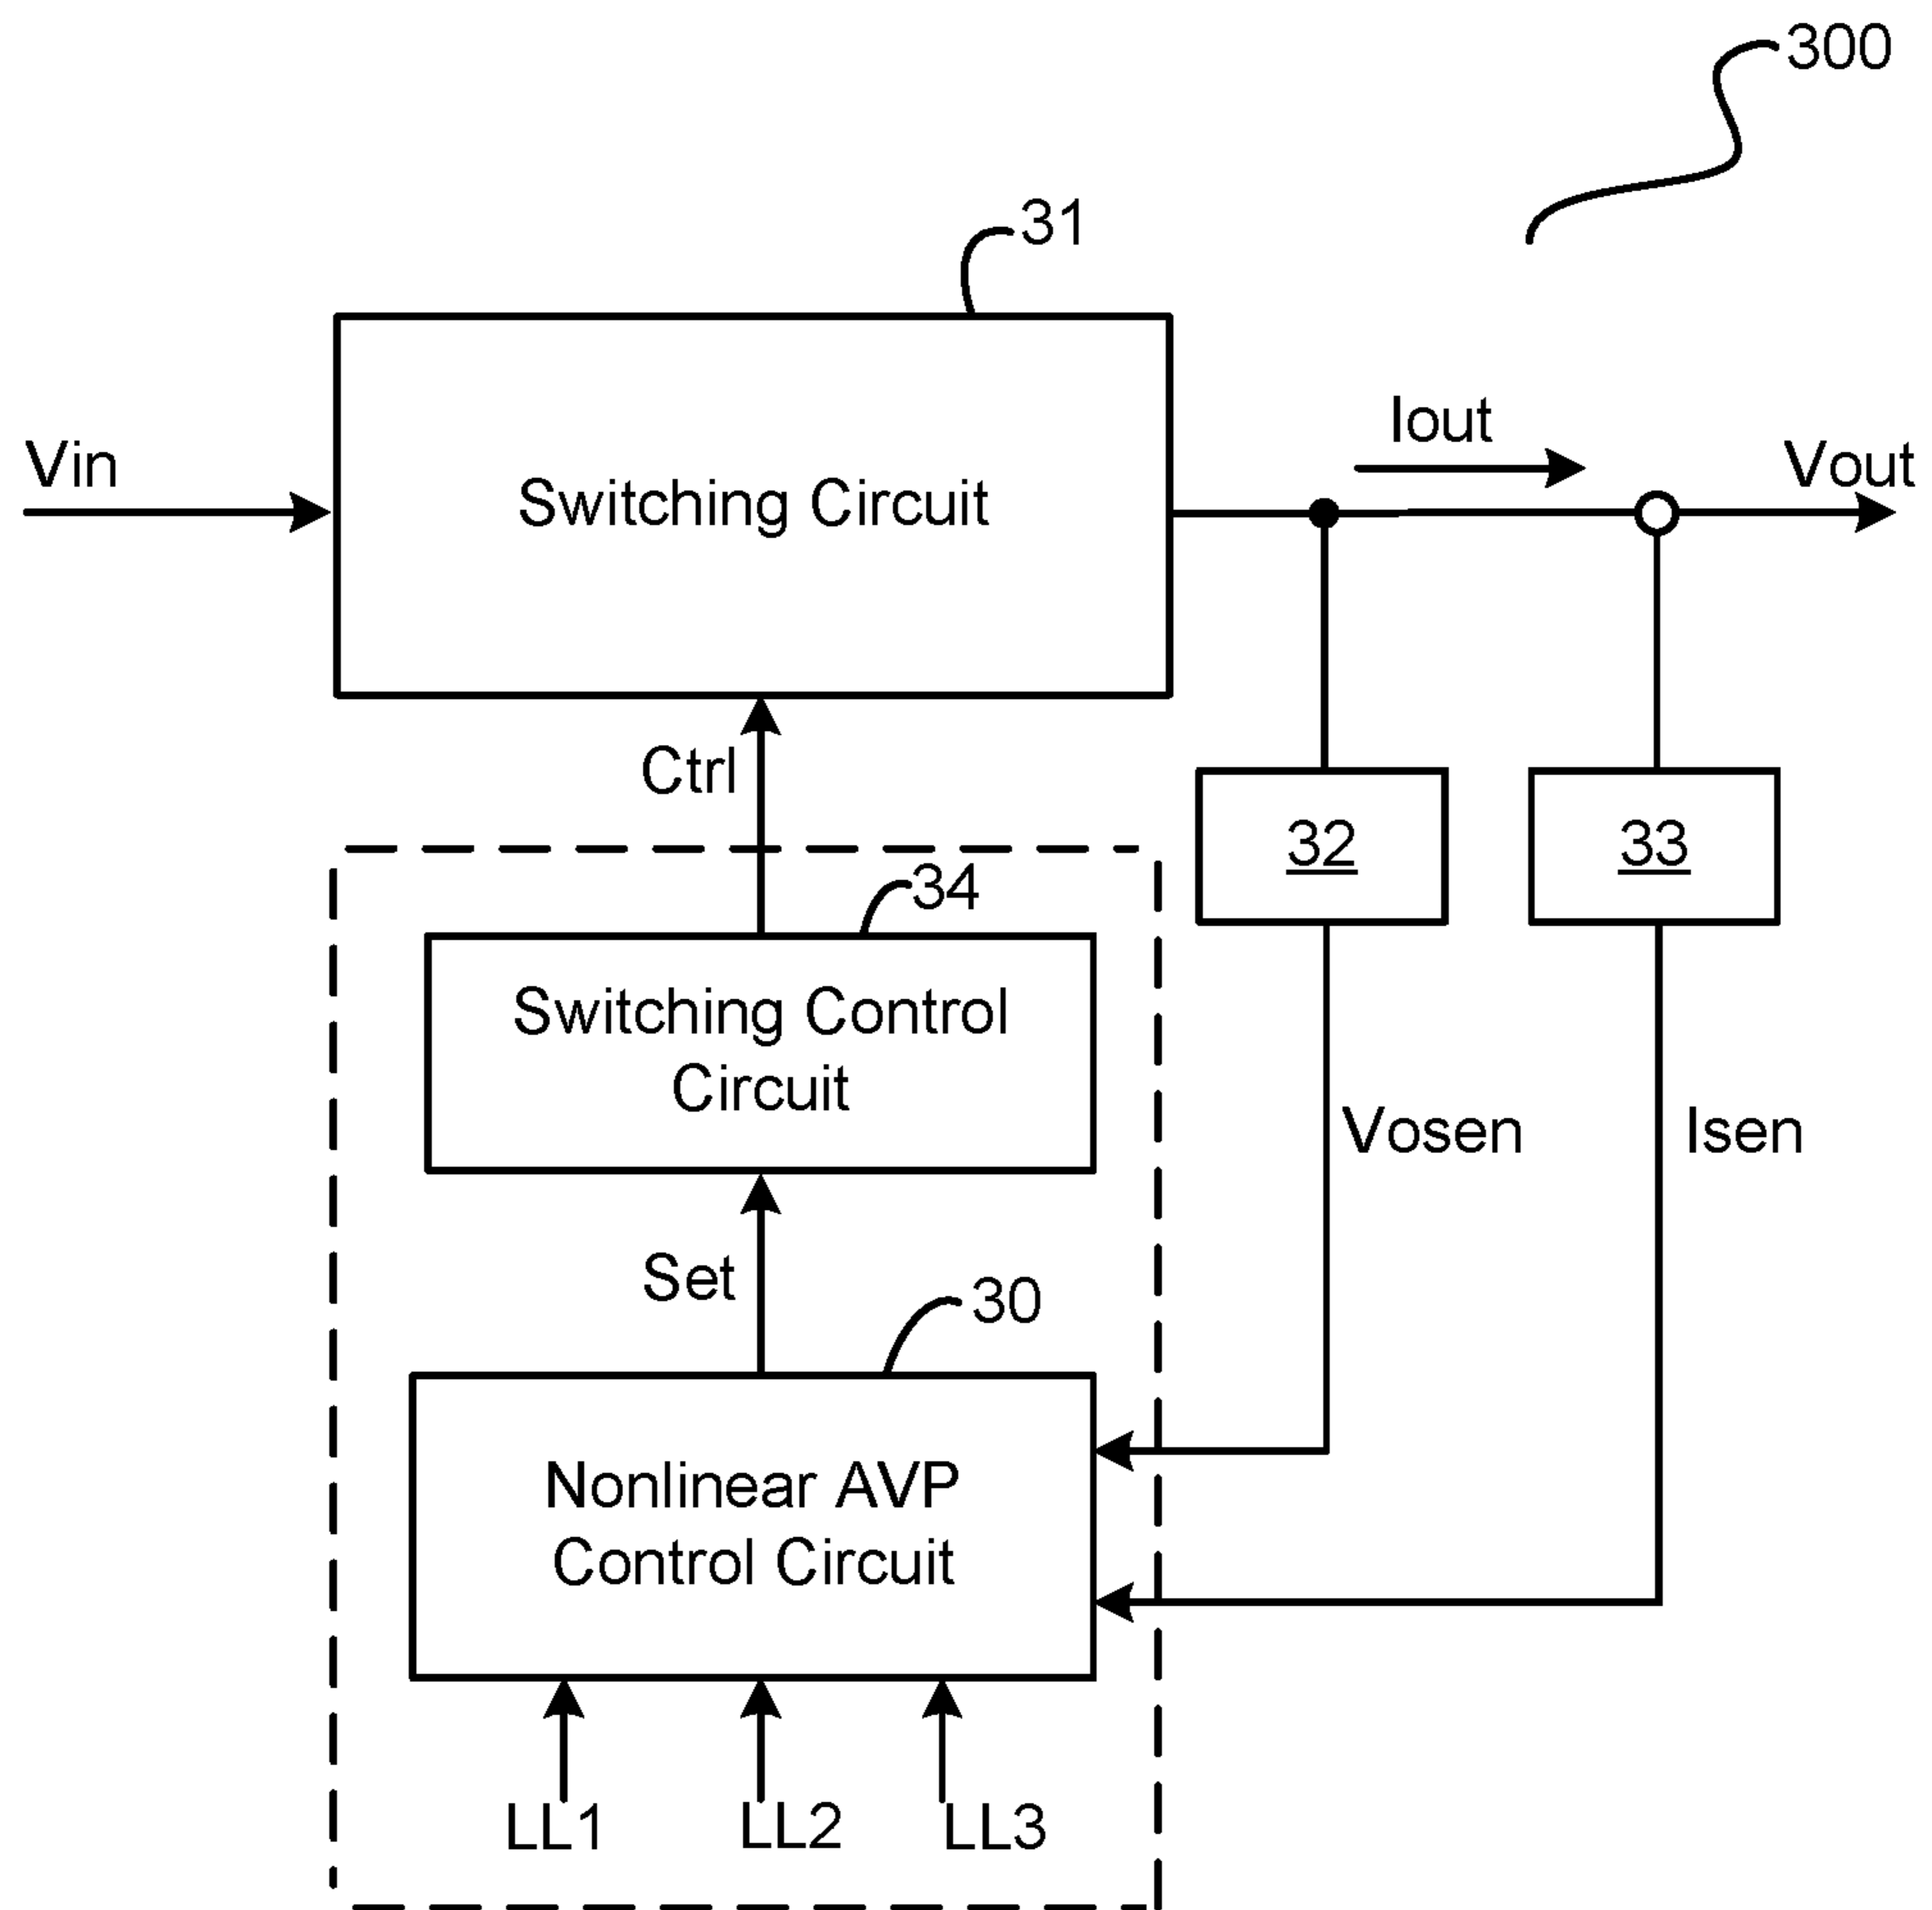 300
31
Iout
Vin
Vout
Switching Circuit
Ctrl
32
33
34
Switching Control
Circuit
Vosen
Isen
Set
30
Nonlinear AVP
Control Circuit
LL1
LL2
LL3